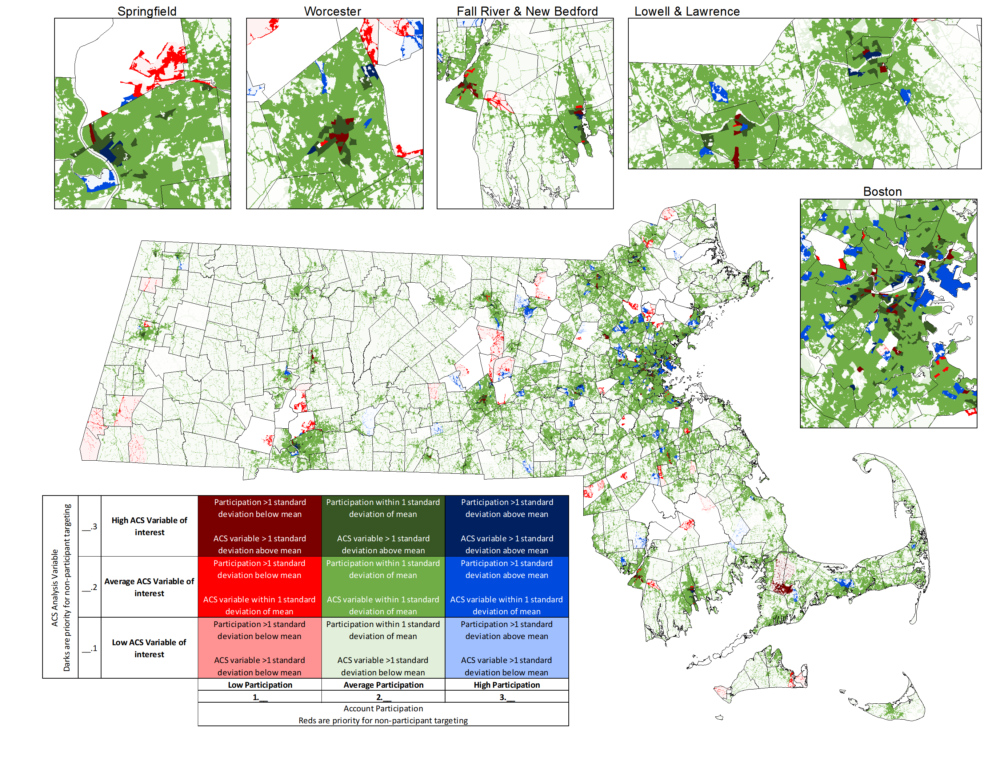 Springfield
Worcester
Fall River & New Bedford
Lowell & Lawrence
Boston
ACS Analysis Variable
Darks are priority for non-participant targeting
__.3
High ACS Variable of
interest
Participation >1 standard
deviation below mean
ACS variable > 1 standard
deviation above mean
Participation within 1 standard
deviation of mean
ACS variable > 1 standard
deviation above mean
Participation >1 standard
deviation above mean
ACS variable > 1 standard
deviation above mean
__.2
Average ACS Variable of
interest
Participation >1 standard
deviation below mean
ACS variable within 1 standard
deviation of mean
Participation within 1 standard
deviation of mean
ACS variable within 1 standard
deviation of mean
Participation >1 standard
deviation above mean
ACS variable within 1 standard
deviation of mean
__.1
Low ACS Variable of
interest
Participation >1 standard
deviation below mean
ACS variable >1 standard
deviation below mean
Participation within 1 standard
deviation of mean
ACS variable >1 standard
deviation below mean
Participation >1 standard
deviation above mean
ACS variable >1 standard
deviation below mean
Low Participation
Average Participation
High Participation
1.__
2.__
3.__
Account Participation
Reds are priority for non-participant targeting